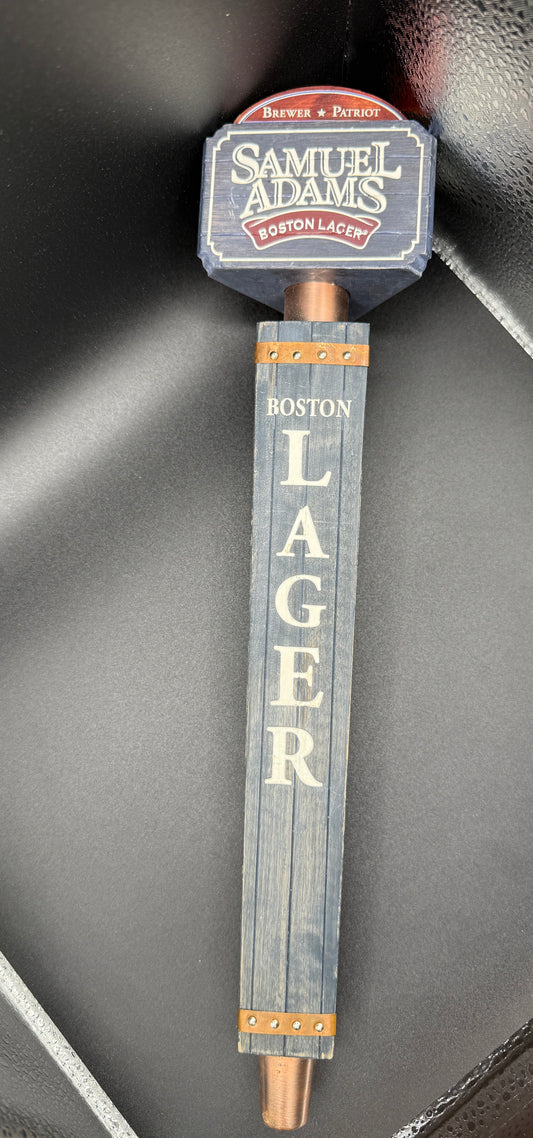 BREWER ★ PATRIOT
SAMUEL
ADAMS
BOSTON LAGER®
BOSTON
LAGER